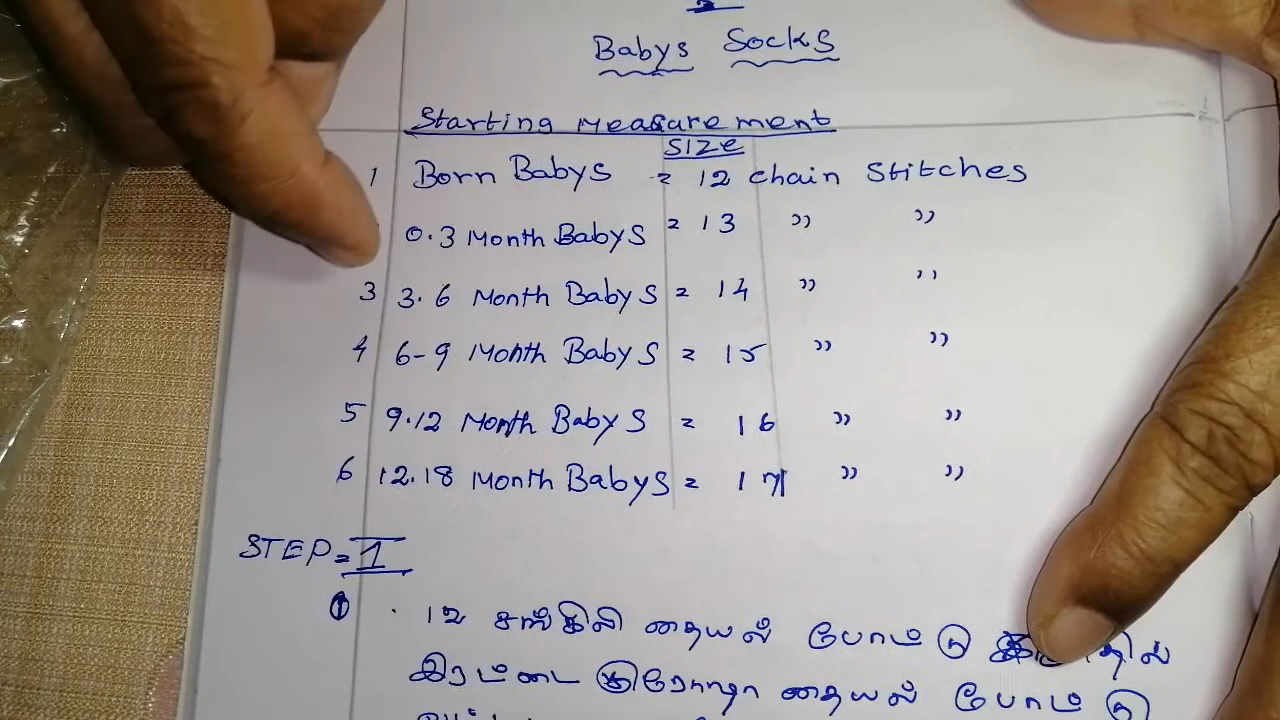 Babys Socks
Starting Measurement
SIZE
1 Born Babys = 12 chain Stitches
0.3 Month Babys = 13 " "
3 3.6 Month Babys = 14 " "
4 6-9 Month Babys = 15 " "
5 9.12 Month Babys = 16 " "
6 12.18 Month Babys = 17 " "
STEP = 1
① 12 சங்கிலி தையல் போட்டு
இரட்டை குரோஷா தையல் போட்டு